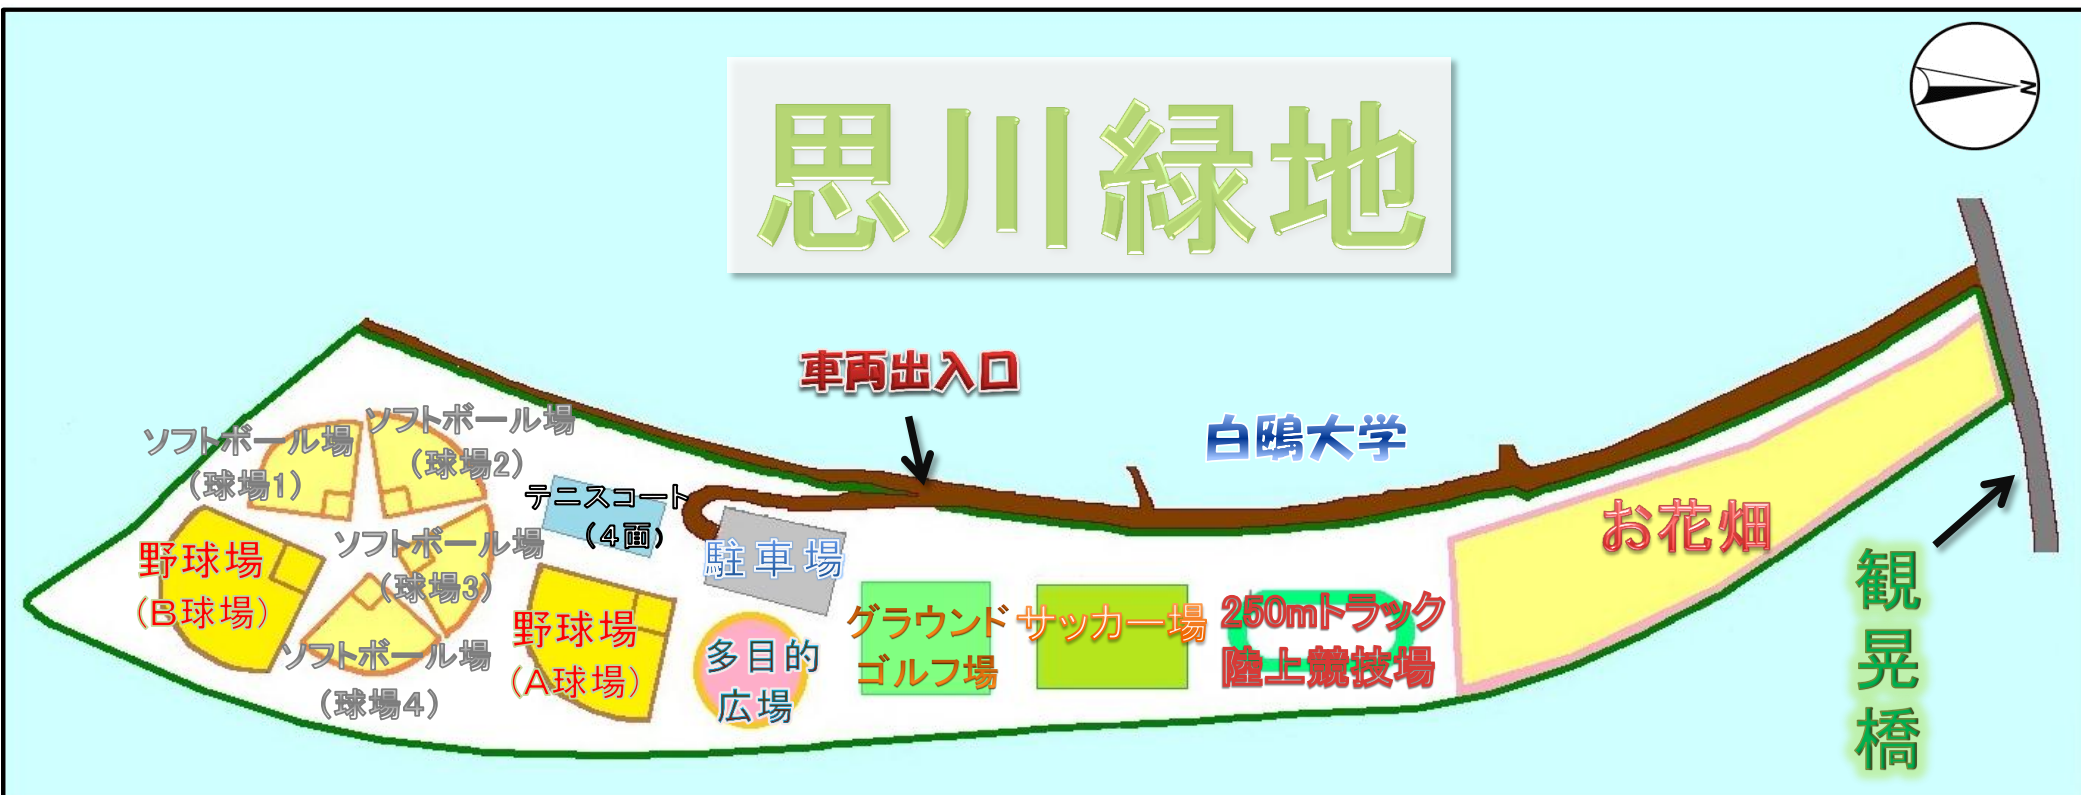 思川緑地
N
車両出入口
白鴎大学
ソフトボール場
(球場1)
ソフトボール場
(球場2)
テニスコート
(4面)
ソフトボール場
(球場3)
野球場
(B球場)
ソフトボール場
(球場4)
野球場
(A球場)
駐車場
多目的
広場
グラウンド
ゴルフ場
サッカー場
250mトラック
陸上競技場
お花畑
観晃橋